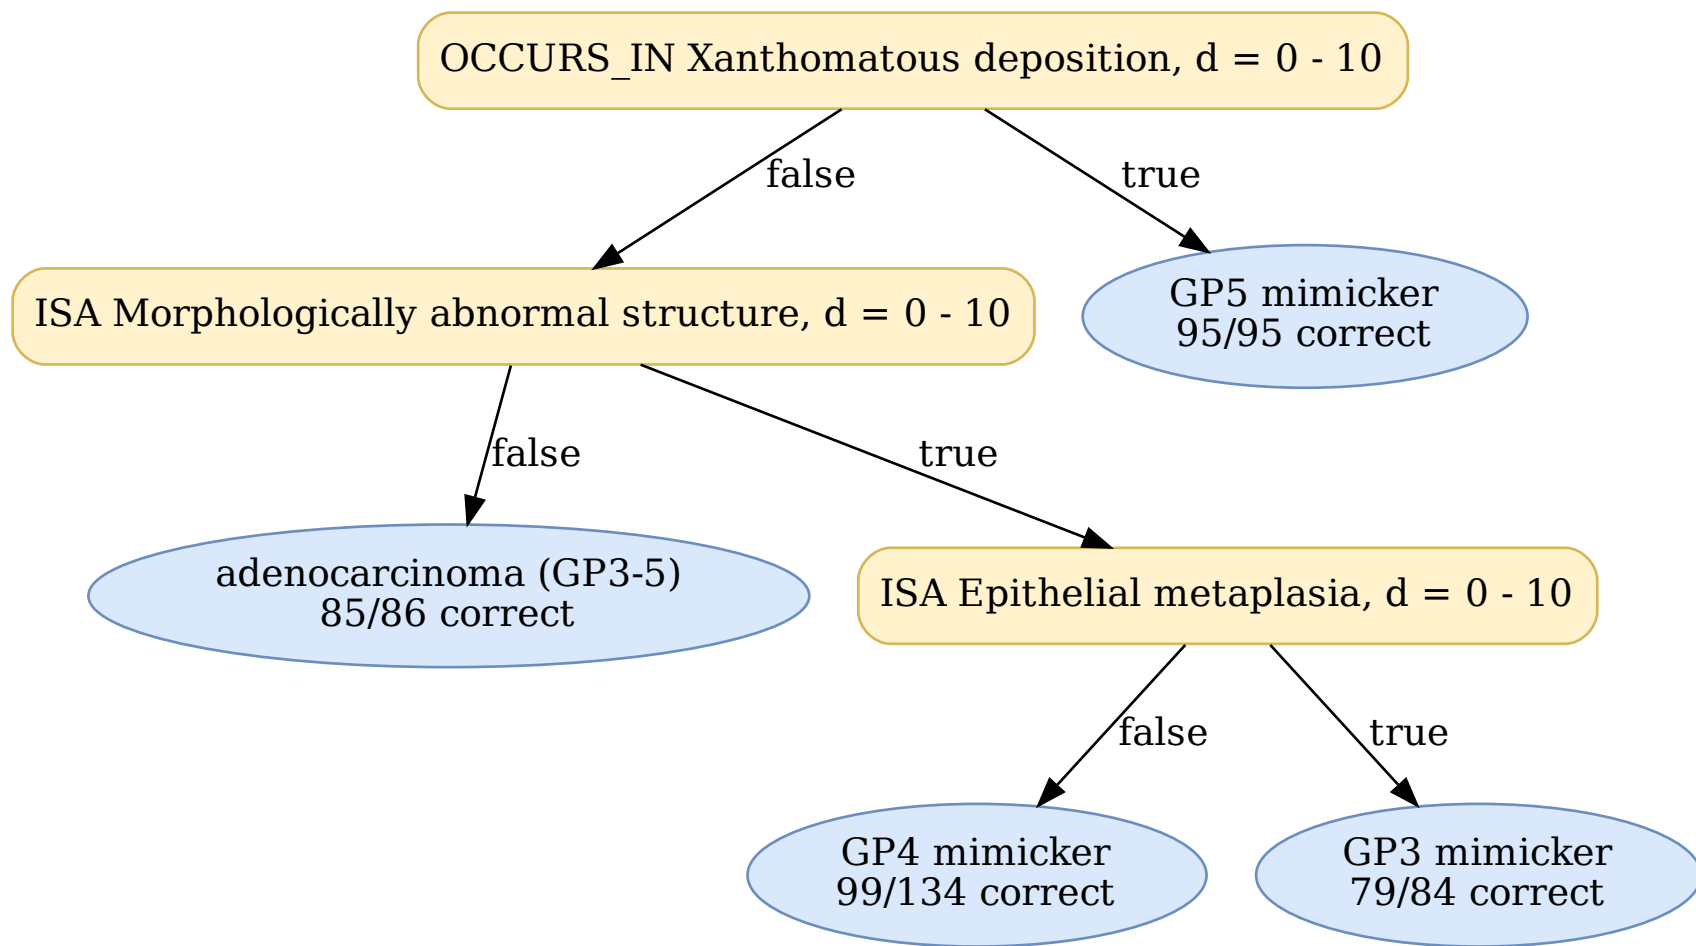 OCCURS_IN Xanthomatous deposition, d = 0 - 10
false
true
ISA Morphologically abnormal structure, d = 0 - 10
GP5 mimicker
95/95 correct
false
true
adenocarcinoma (GP3-5)
85/86 correct
ISA Epithelial metaplasia, d = 0 - 10
false
true
GP4 mimicker
99/134 correct
GP3 mimicker
79/84 correct